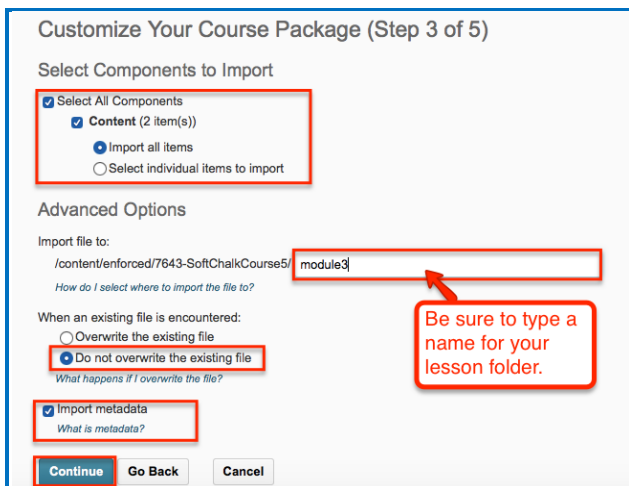 Customize Your Course Package (Step 3 of 5)
Select Components to Import
Select All Components
Content (2 item(s))
Import all items
Select individual items to import
Advanced Options
Import file to:
/content/enforced/7643-SoftChalkCourse5/ module3
How do I select where to import the file to?
When an existing file is encountered:
Overwrite the existing file
Do not overwrite the existing file
What happens if I overwrite the file?
Be sure to type a
name for your
lesson folder.
Import metadata
What is metadata?
Continue Go Back Cancel